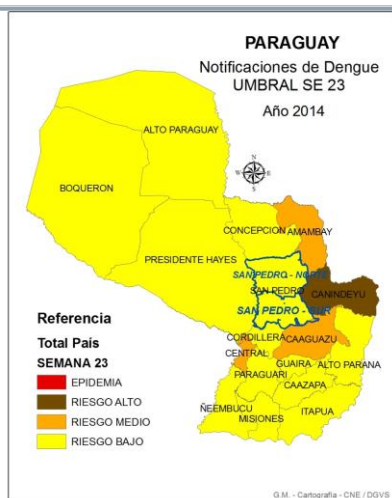 PARAGUAY
Notificaciones de Dengue
UMBRAL SE 23
Año 2014
N
W
E
S
ALTO PARAGUAY
BOQUERON
CONCEPCION
AMAMBAY
PRESIDENTE HAYES
SAN PEDRO - NORTE
SAN PEDRO
CANINDEYU
SAN PEDRO - SUR
CORDILLERA
CAAGUAZU
CENTRAL
GUAIRA
ALTO PARANA
PARAGUARI
CAAZAPA
ÑEEMBUCU
MISIONES
ITAPUA
Referencia
Total País
SEMANA 23
EPIDEMIA
RIESGO ALTO
RIESGO MEDIO
RIESGO BAJO
G.M. - Cartografia - CNE / DGVS